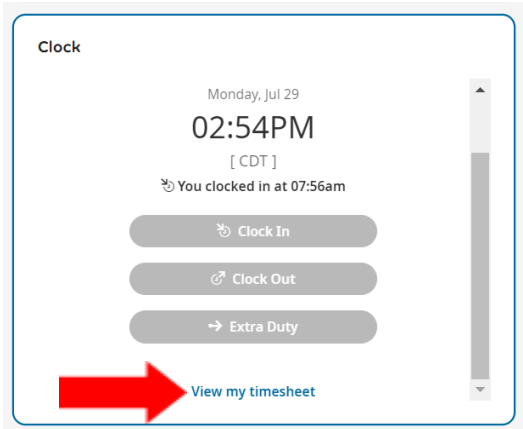 Clock
Monday, Jul 29
02:54PM
[ CDT ]
You clocked in at 07:56am
Clock In
Clock Out
Extra Duty
View my timesheet